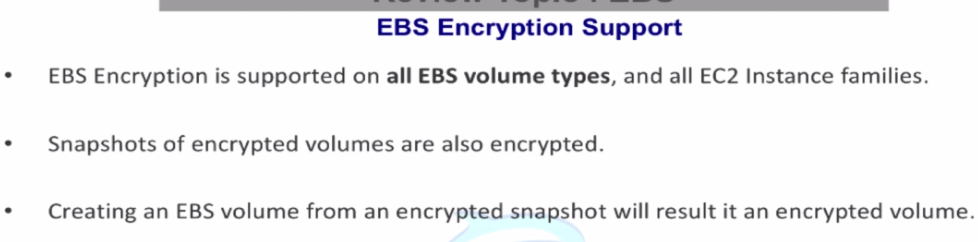 EBS Encryption Support
• EBS Encryption is supported on all EBS volume types, and all EC2 Instance families.
• Snapshots of encrypted volumes are also encrypted.
• Creating an EBS volume from an encrypted snapshot will result it an encrypted volume.